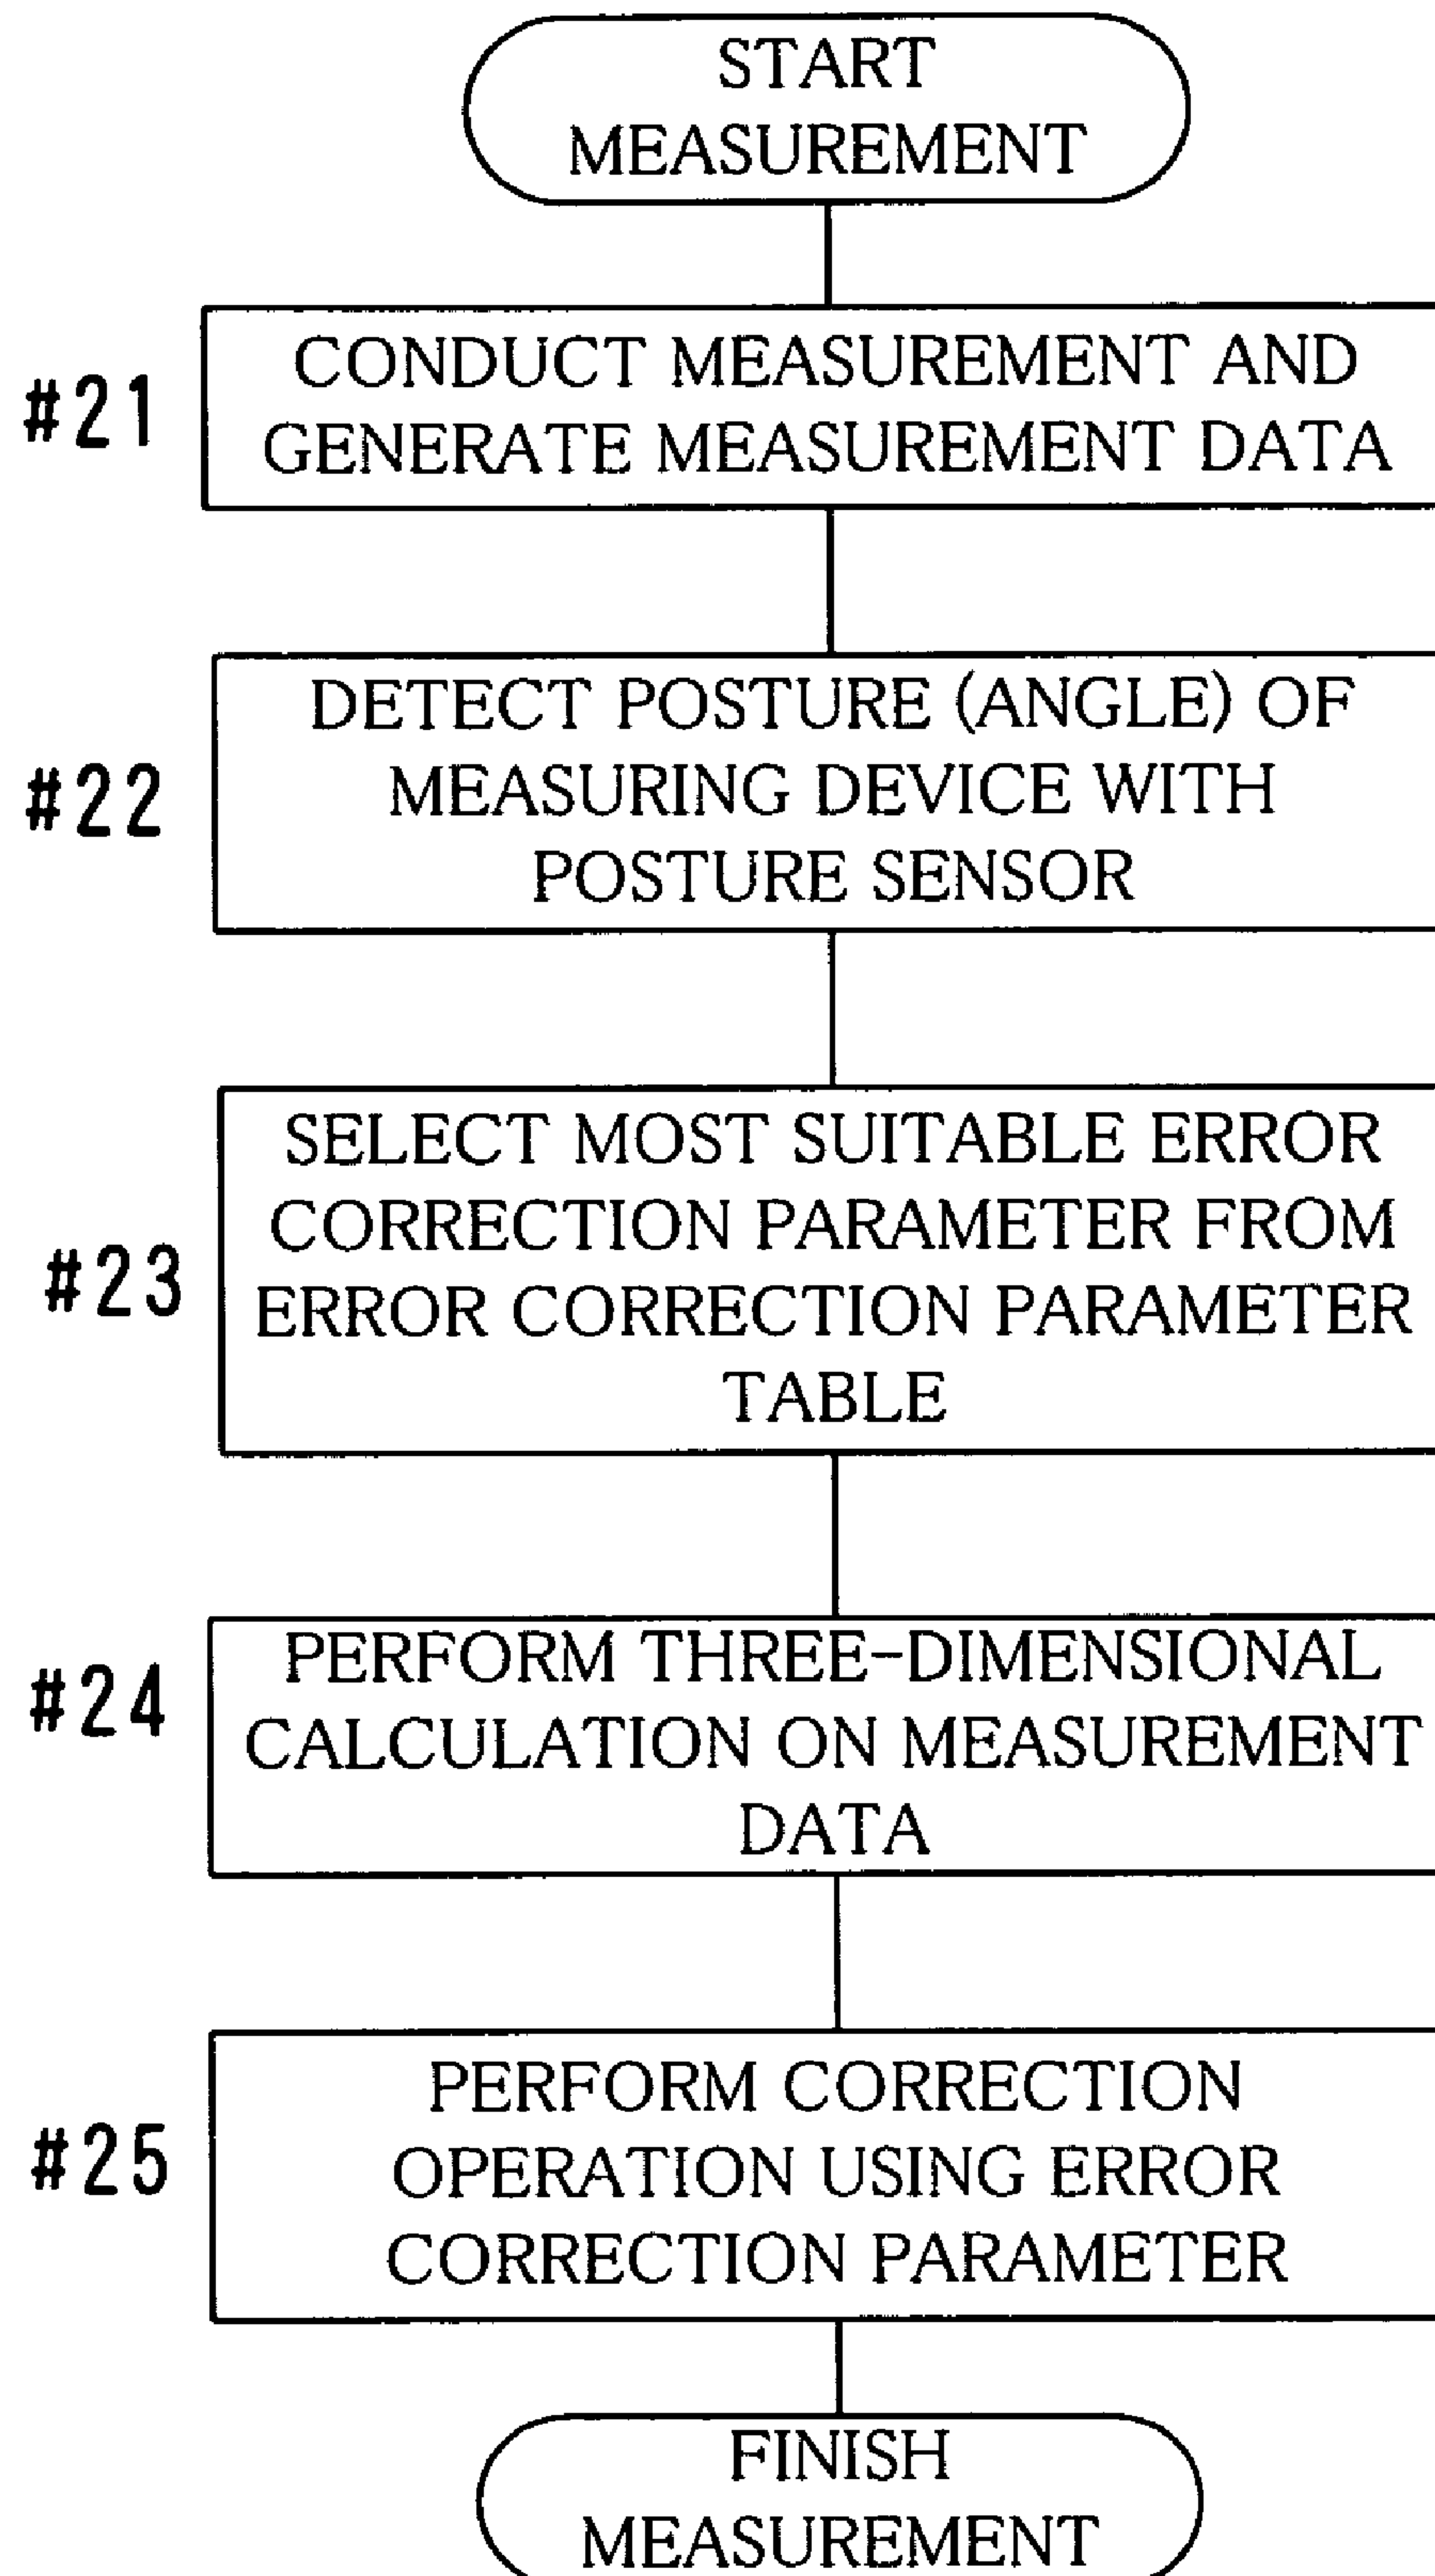 START
MEASUREMENT
#21
CONDUCT MEASUREMENT AND
GENERATE MEASUREMENT DATA
#22
DETECT POSTURE (ANGLE) OF
MEASURING DEVICE WITH
POSTURE SENSOR
#23
SELECT MOST SUITABLE ERROR
CORRECTION PARAMETER FROM
ERROR CORRECTION PARAMETER
TABLE
#24
PERFORM THREE-DIMENSIONAL
CALCULATION ON MEASUREMENT
DATA
#25
PERFORM CORRECTION
OPERATION USING ERROR
CORRECTION PARAMETER
FINISH
MEASUREMENT